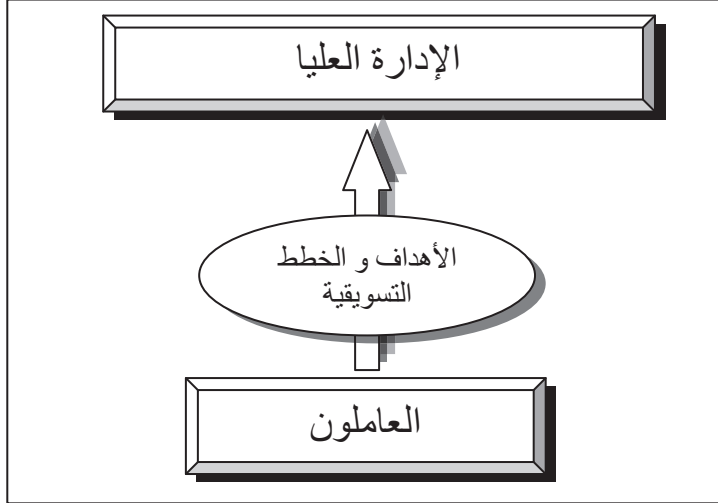 الإدارة العليا
الأهداف و الخطط
التسويقية
العاملون